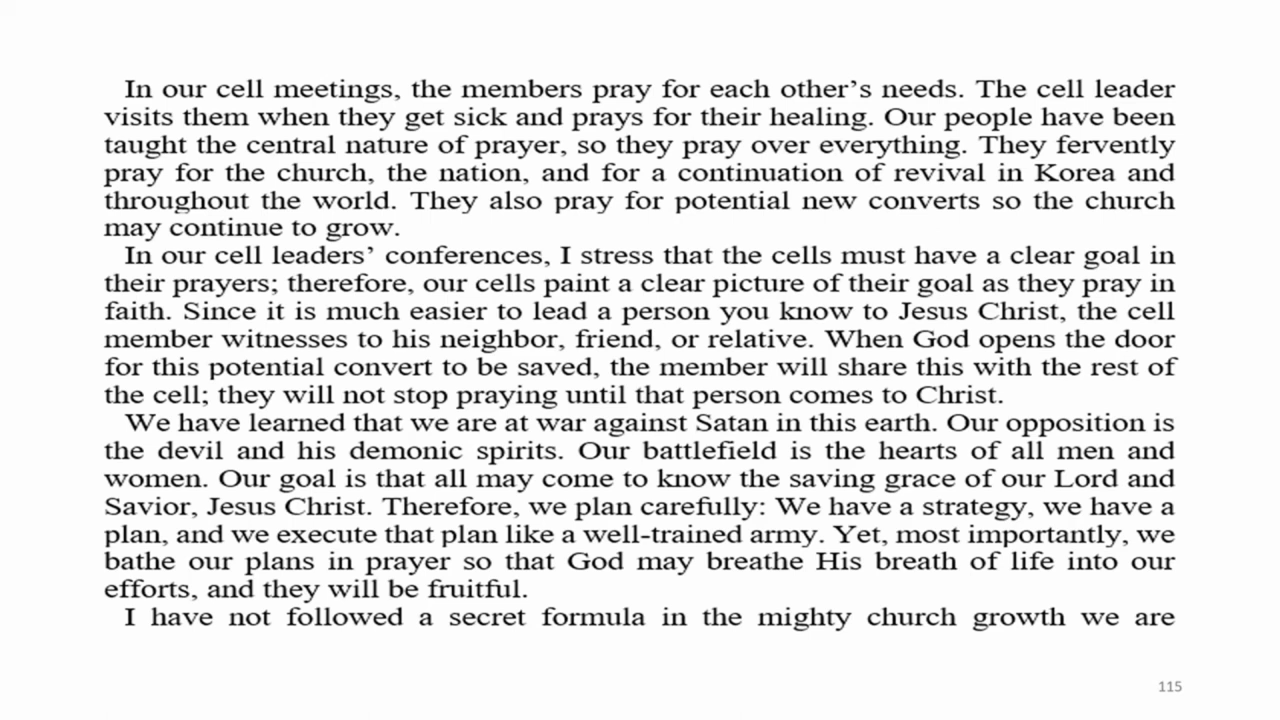 In our cell meetings, the members pray for each other’s needs. The cell leader
visits them when they get sick and prays for their healing. Our people have been
taught the central nature of prayer, so they pray over everything. They fervently
pray for the church, the nation, and for a continuation of revival in Korea and
throughout the world. They also pray for potential new converts so the church
may continue to grow.
In our cell leaders’ conferences, I stress that the cells must have a clear goal in
their prayers; therefore, our cells paint a clear picture of their goal as they pray in
faith. Since it is much easier to lead a person you know to Jesus Christ, the cell
member witnesses to his neighbor, friend, or relative. When God opens the door
for this potential convert to be saved, the member will share this with the rest of
the cell; they will not stop praying until that person comes to Christ.
We have learned that we are at war against Satan in this earth. Our opposition is
the devil and his demonic spirits. Our battlefield is the hearts of all men and
women. Our goal is that all may come to know the saving grace of our Lord and
Savior, Jesus Christ. Therefore, we plan carefully: We have a strategy, we have a
plan, and we execute that plan like a well-trained army. Yet, most importantly, we
bathe our plans in prayer so that God may breathe His breath of life into our
efforts, and they will be fruitful.
I have not followed a secret formula in the mighty church growth we are
115